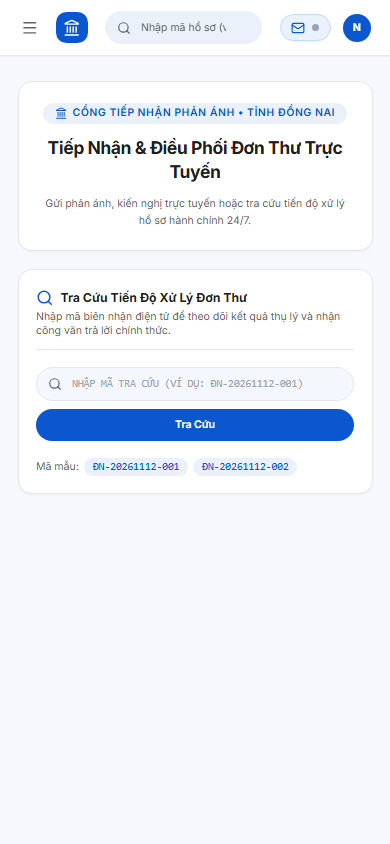 Nhập mã hồ sơ (v
N
CỔNG TIẾP NHẬN PHẢN ÁNH • TỈNH ĐỒNG NAI
Tiếp Nhận & Điều Phối Đơn Thư Trực
Tuyến
Gửi phản ánh, kiến nghị trực tuyến hoặc tra cứu tiến độ xử lý
hồ sơ hành chính 24/7.
Tra Cứu Tiến Độ Xử Lý Đơn Thư
Nhập mã biên nhận điện tử để theo dõi kết quả thụ lý và nhận
công văn trả lời chính thức.
NHẬP MÃ TRA CỨU (VÍ DỤ: ĐN-20261112-001)
Tra Cứu
Mã mẫu: ĐN-20261112-001 ĐN-20261112-002